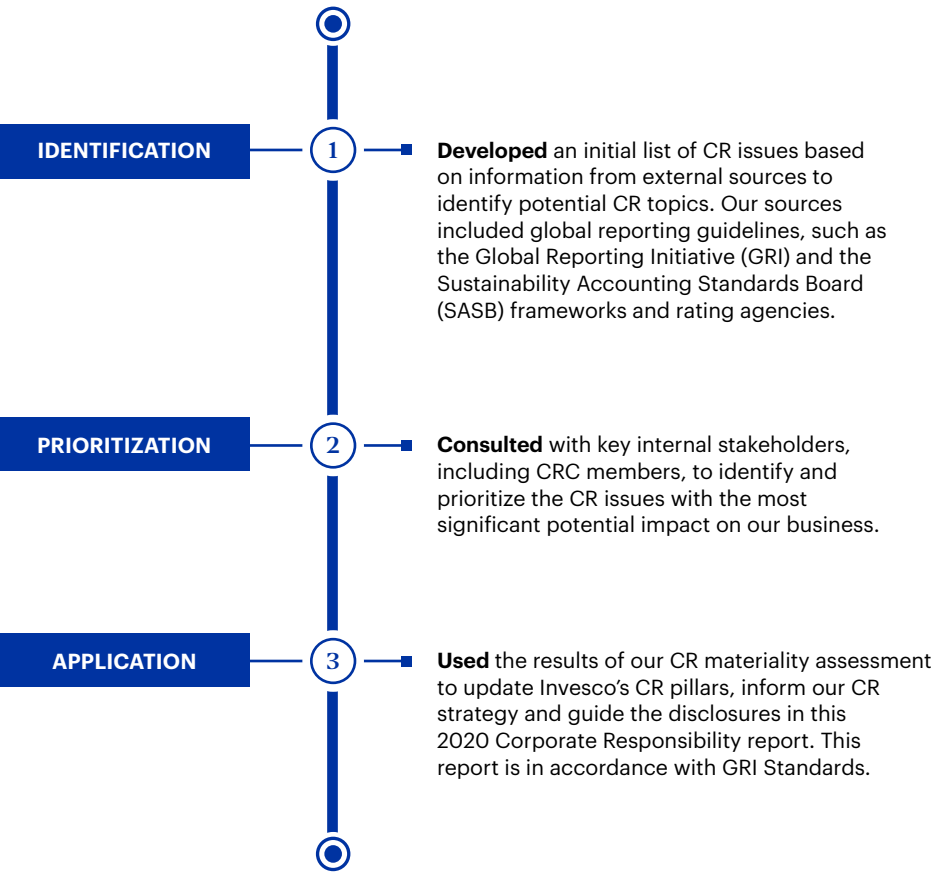 IDENTIFICATION
1
Developed an initial list of CR issues based
on information from external sources to
identify potential CR topics. Our sources
included global reporting guidelines, such as
the Global Reporting Initiative (GRI) and the
Sustainability Accounting Standards Board
(SASB) frameworks and rating agencies.
PRIORITIZATION
2
Consulted with key internal stakeholders,
including CRC members, to identify and
prioritize the CR issues with the most
significant potential impact on our business.
APPLICATION
3
Used the results of our CR materiality assessment
to update Invesco’s CR pillars, inform our CR
strategy and guide the disclosures in this
2020 Corporate Responsibility report. This
report is in accordance with GRI Standards.